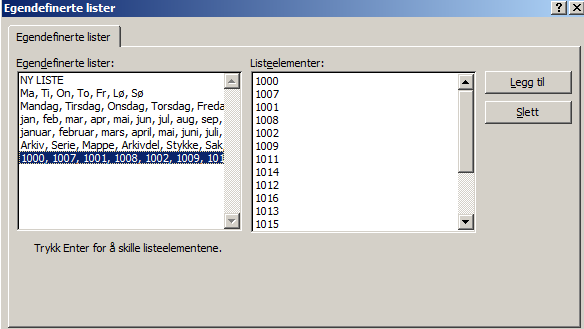 Egendefinerte lister
Egendefinerte lister
Egendefinerte lister:
NY LISTE
Ma, Ti, On, To, Fr, Lø, Sø
Mandag, Tirsdag, Onsdag, Torsdag, Freda
jan, feb, mar, apr, mai, jun, jul, aug, sep,
januar, februar, mars, april, mai, juni, juli,
Arkiv, Serie, Mappe, Arkivdel, Stykke, Sak
1000, 1007, 1001, 1008, 1002, 1009, 101
Listeelementer:
1000
1007
1001
1008
1002
1009
1011
1014
1012
1016
1013
1015
Legg til
Slett
Trykk Enter for å skille listeelementene.